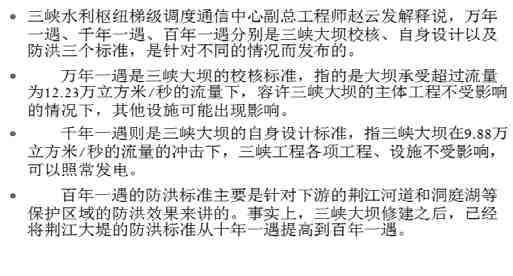 三峡水利枢纽梯级调度通信中心副总工程师赵云发解释说，万年
一遇、千年一遇、百年一遇分别是三峡大坝校核、自身设计以及
防洪三个标准，是针对不同的情况而发布的。
万年一遇是三峡大坝的校核标准，指的是大坝承受超过流量
为12.23万立方米/秒的流量下，容许三峡大坝的主体工程不受影响
的情况下，其他设施可能出现影响。
千年一遇则是三峡大坝的自身设计标准，指三峡大坝在9.88万
立方米/秒的流量的冲击下，三峡工程各项工程、设施不受影响，
可以照常发电。
百年一遇的防洪标准主要是针对下游的荆江河道和洞庭湖等
保护区域的防洪效果来讲的。事实上，三峡大坝修建之后，已经
将荆江大堤的防洪标准从十年一遇提高到百年一遇。